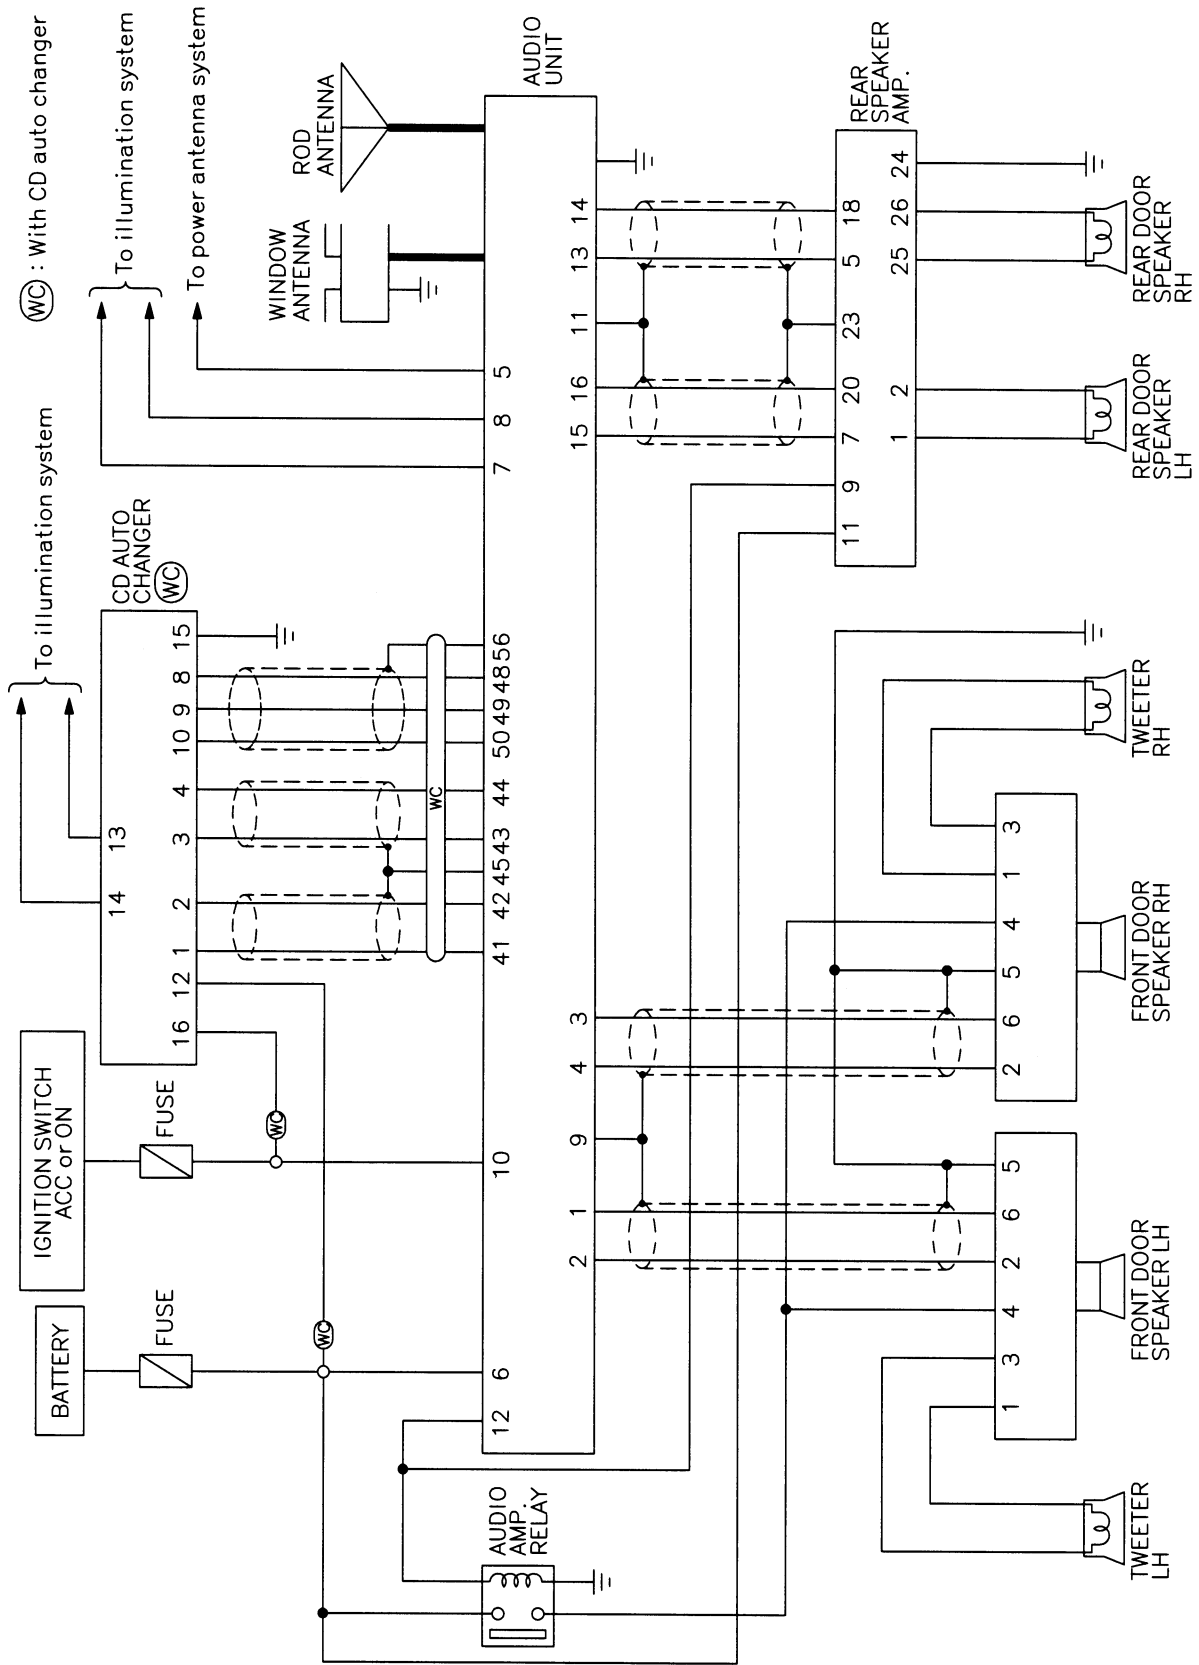 WC : With CD auto changer
To illumination system
To illumination system
To power antenna system
BATTERY
IGNITION SWITCH
ACC or ON
FUSE
FUSE
14
13
CD AUTO
CHANGER
WC
16
12
1
2
3
4
10
9
8
15
WC
WC
WINDOW
ANTENNA
ROD
ANTENNA
WC
12
6
10
41
42
45
43
44
50
49
48
56
7
8
5
AUDIO
UNIT
AUDIO
AMP.
RELAY
2
1
9
4
3
15
16
11
13
14
11
9
7
20
23
5
18
1
2
25
26
24
REAR
SPEAKER
AMP.
1
3
4
2
6
5
2
6
5
4
1
3
TWEETER
LH
FRONT DOOR
SPEAKER LH
FRONT DOOR
SPEAKER RH
TWEETER
RH
REAR DOOR
SPEAKER
LH
REAR DOOR
SPEAKER
RH